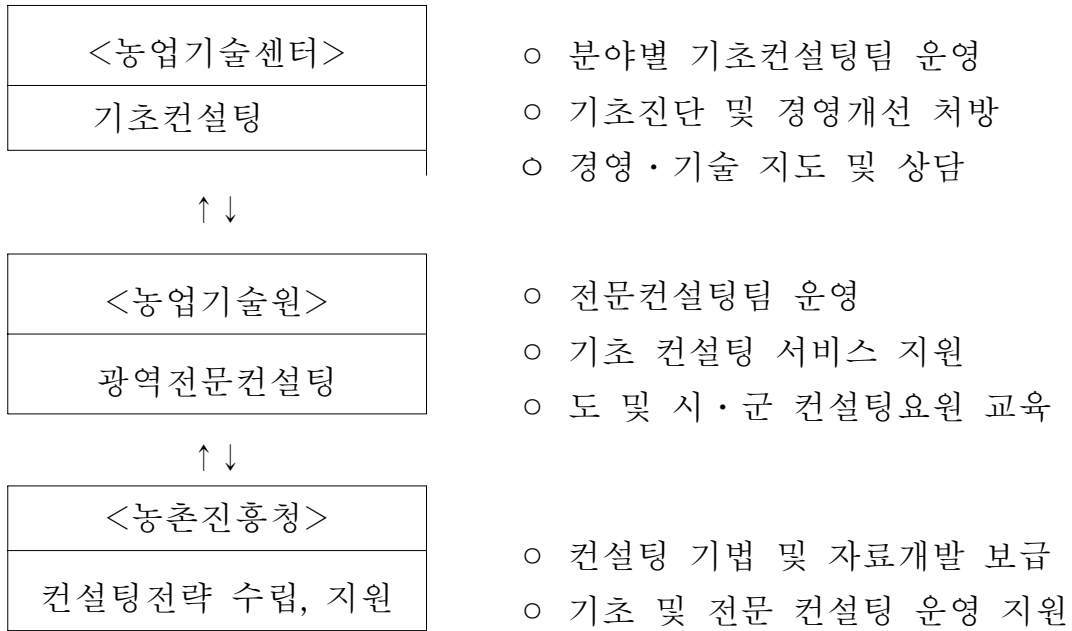 <농업기술센터>
기초컨설팅
○ 분야별 기초컨설팅팀 운영
○ 기초진단 및 경영개선 처방
○ 경영·기술 지도 및 상담
↑↓
<농업기술원>
광역전문컨설팅
○ 전문컨설팅팀 운영
○ 기초 컨설팅 서비스 지원
○ 도 및 시·군 컨설팅요원 교육
↑↓
<농촌진흥청>
컨설팅전략 수립, 지원
○ 컨설팅 기법 및 자료개발 보급
○ 기초 및 전문 컨설팅 운영 지원